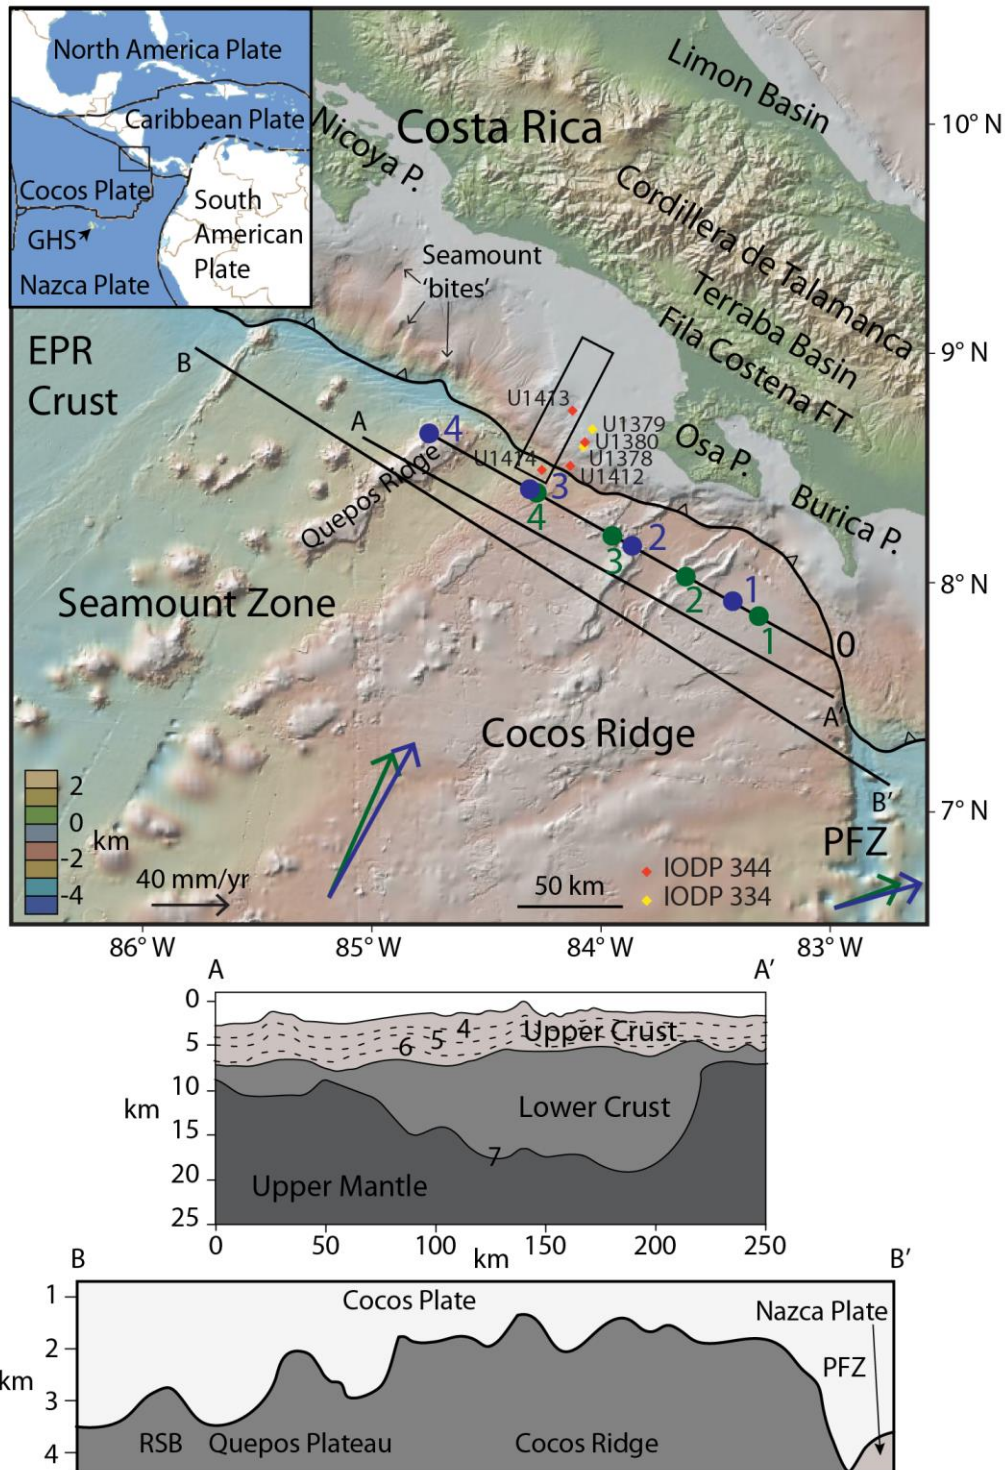 North America Plate
Caribbean Plate
Cocos Plate
South
American
Plate
GHS
Nazca Plate
Limon Basin
10° N
Costa Rica
Nicoya P.
Cordillera de Talamanca
Terraba Basin
Fila Costena FT
Seamount
'bites'
9° N
EPR
Crust
B
A
U1413
U1379
U1380
U1378
U1414
U1412
Osa P.
Burica P.
4
Quepos Ridge
3
4
2
3
8° N
Seamount Zone
2
1
1
0
A'
Cocos Ridge
B'
7° N
PFZ
2
0
km
-2
-4
40 mm/yr
50 km
IODP 344
IODP 334
86° W
85° W
84° W
83° W
A
A'
0
5
10
km
15
20
25
4
5
6
7
Upper Crust
Lower Crust
Upper Mantle
0
50
100
150
200
250
km
B
B'
1
2
km
3
4
Cocos Plate
Nazca Plate
PFZ
RSB
Quepos Plateau
Cocos Ridge